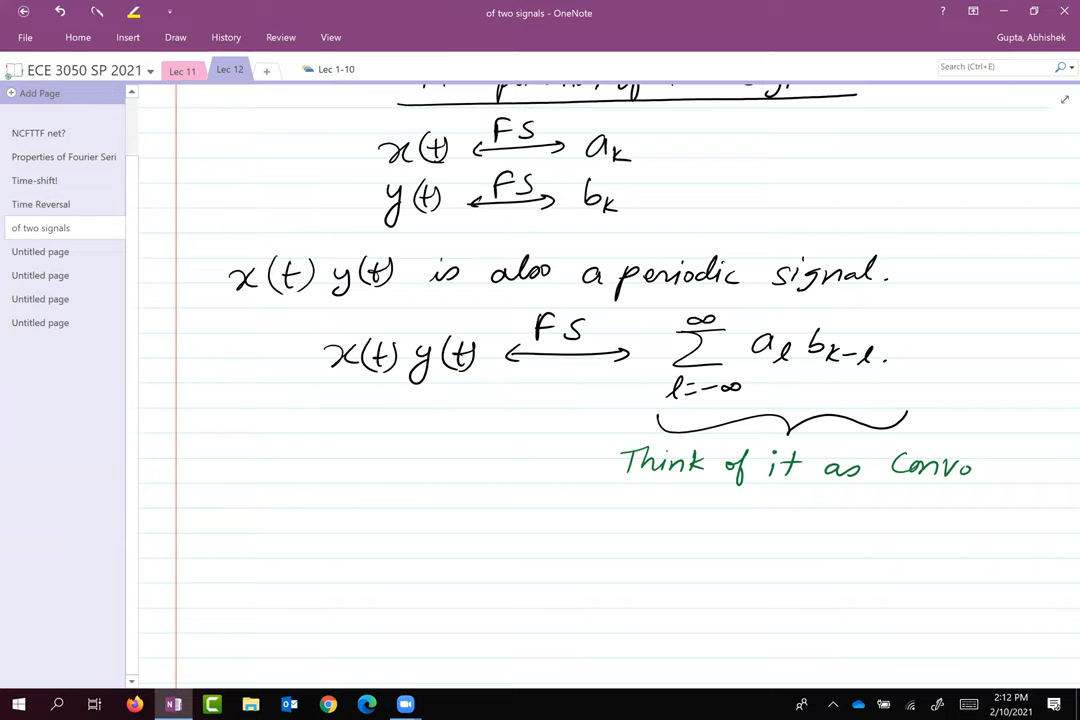 of two signals - OneNote
?
Gupta, Abhishek
File Home Insert Draw History Review View
ECE 3050 SP 2021
Lec 11
Lec 12
Lec 1-10
Search (Ctrl+E)
Add Page
NCFTTF net?
Properties of Fourier Seri
Time-shift!
Time Reversal
of two signals
Untitled page
Untitled page
Untitled page
Untitled page
x(t) ⟷ FS aₖ
y(t) ⟷ FS bₖ
x(t) y(t) is also a periodic signal.
x(t) y(t) ⟷ FS ∑_{l=-∞}^{∞} a_l b_{k-l}.
Think of it as Convo
2:12 PM
2/10/2021